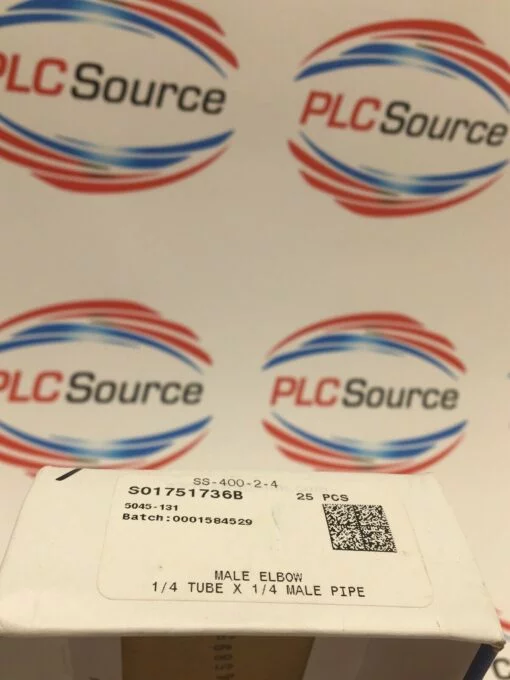 PLCSource
PLCSource
PLCSource
PLCSource
SS-400-2-4
S01751736B 25 PCS
5045-131
Batch:0001584529
MALE ELBOW
1/4 TUBE X 1/4 MALE PIPE